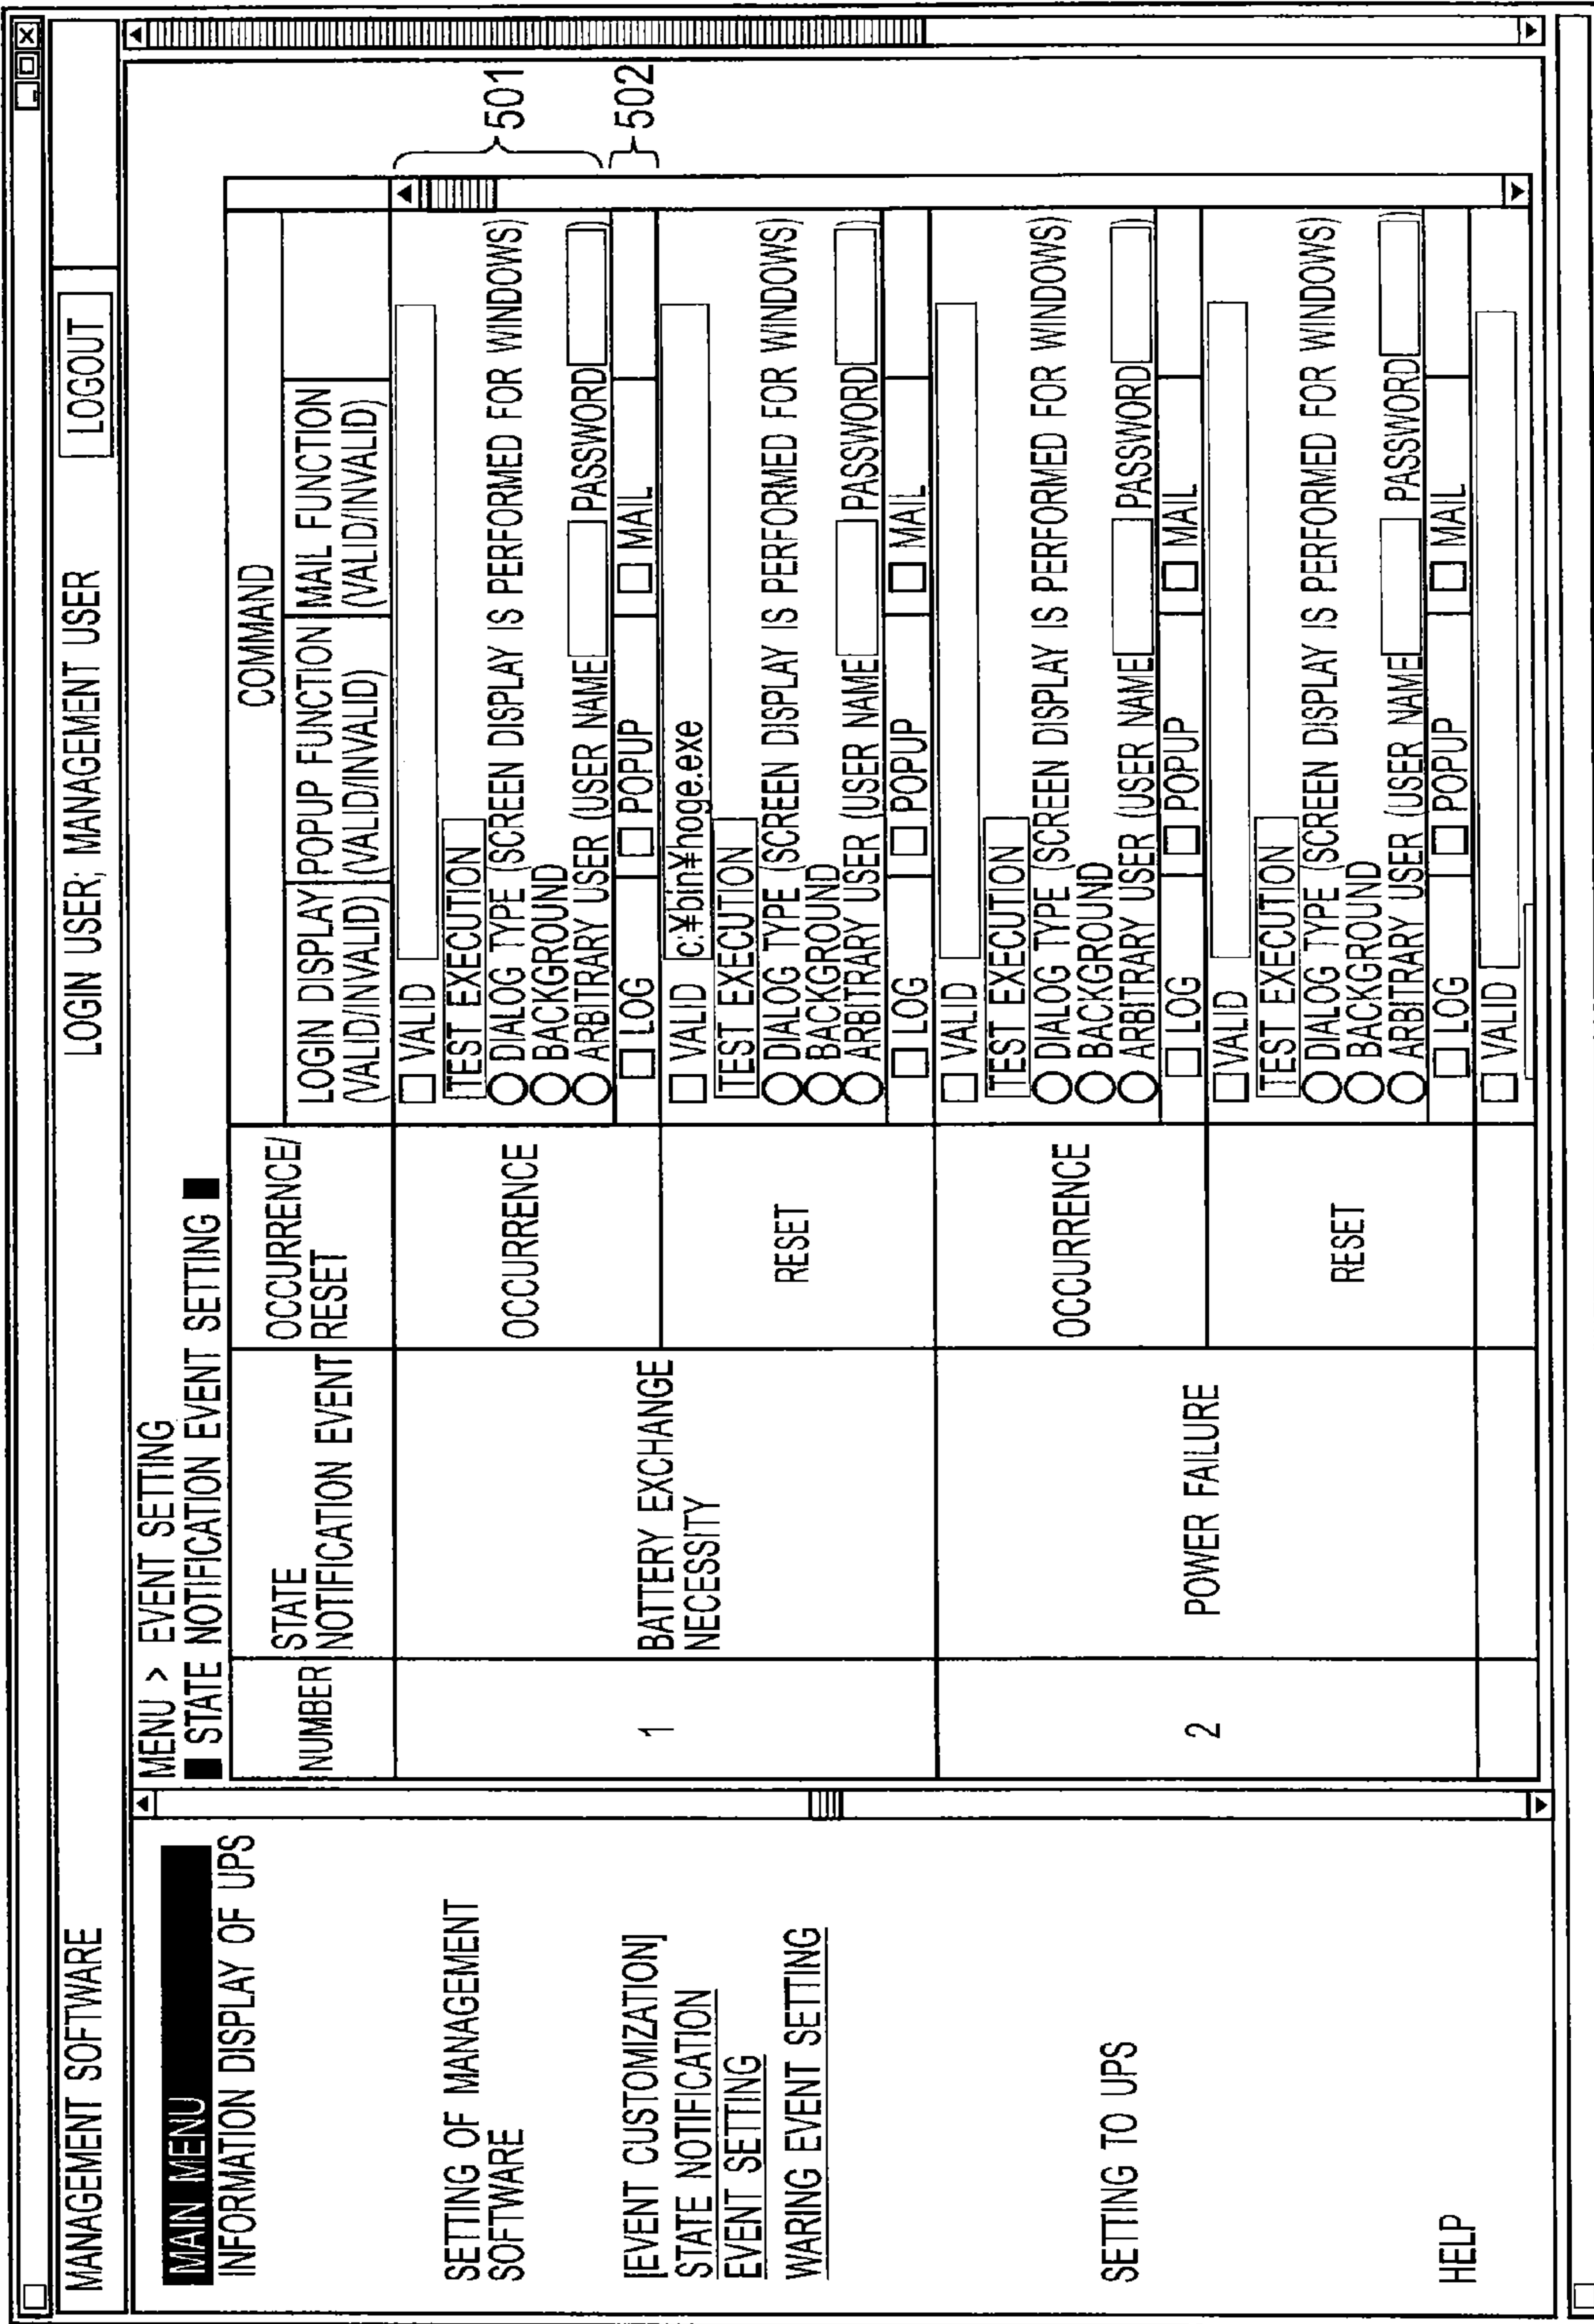 MANAGEMENT SOFTWARE
LOGIN USER; MANAGEMENT USER
LOGOUT
MAIN MENU
INFORMATION DISPLAY OF UPS
SETTING OF MANAGEMENT
SOFTWARE
[EVENT CUSTOMIZATION]
STATE NOTIFICATION
EVENT SETTING
WARING EVENT SETTING
SETTING TO UPS
HELP
MENU > EVENT SETTING
■ STATE NOTIFICATION EVENT SETTING ■
NUMBER
STATE
NOTIFICATION EVENT
OCCURRENCE/
RESET
COMMAND
LOGIN DISPLAY
(VALID/INVALID)
POPUP FUNCTION
(VALID/INVALID)
MAIL FUNCTION
(VALID/INVALID)
1
BATTERY EXCHANGE
NECESSITY
OCCURRENCE
VALID
TEST EXECUTION
DIALOG TYPE (SCREEN DISPLAY IS PERFORMED FOR WINDOWS)
BACKGROUND
ARBITRARY USER (USER NAME PASSWORD )
LOG POPUP MAIL
501
502
RESET
VALID c:¥bin¥hoge.exe
TEST EXECUTION
DIALOG TYPE (SCREEN DISPLAY IS PERFORMED FOR WINDOWS)
BACKGROUND
ARBITRARY USER (USER NAME PASSWORD )
LOG POPUP MAIL
2
POWER FAILURE
OCCURRENCE
VALID
TEST EXECUTION
DIALOG TYPE (SCREEN DISPLAY IS PERFORMED FOR WINDOWS)
BACKGROUND
ARBITRARY USER (USER NAME PASSWORD )
LOG POPUP MAIL
RESET
VALID
TEST EXECUTION
DIALOG TYPE (SCREEN DISPLAY IS PERFORMED FOR WINDOWS)
BACKGROUND
ARBITRARY USER (USER NAME PASSWORD )
LOG POPUP MAIL
VALID